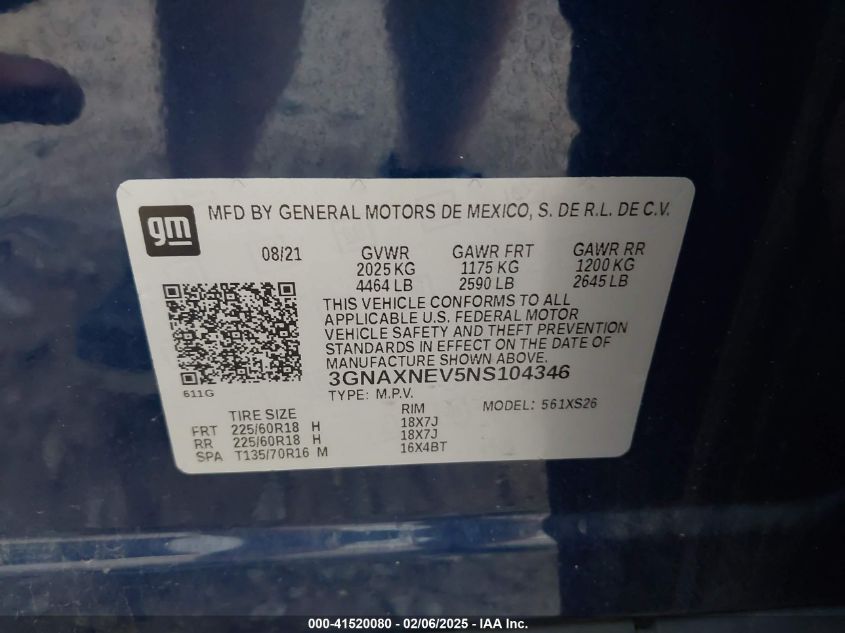 gm MFD BY GENERAL MOTORS DE MEXICO, S. DE R.L. DE C.V.
08/21 GVWR GAWR FRT GAWR RR
2025 KG 1175 KG 1200 KG
4464 LB 2590 LB 2645 LB
THIS VEHICLE CONFORMS TO ALL
APPLICABLE U.S. FEDERAL MOTOR
VEHICLE SAFETY AND THEFT PREVENTION
STANDARDS IN EFFECT ON THE DATE OF
MANUFACTURE SHOWN ABOVE.
611G
3GNAXNEV5NS104346
TYPE: M.P.V. MODEL: 561XS26
TIRE SIZE RIM
FRT 225/60R18 H 18X7J
RR 225/60R18 H 18X7J
SPA T135/70R16 M 16X4BT
000-41520080 - 02/06/2025 - IAA Inc.